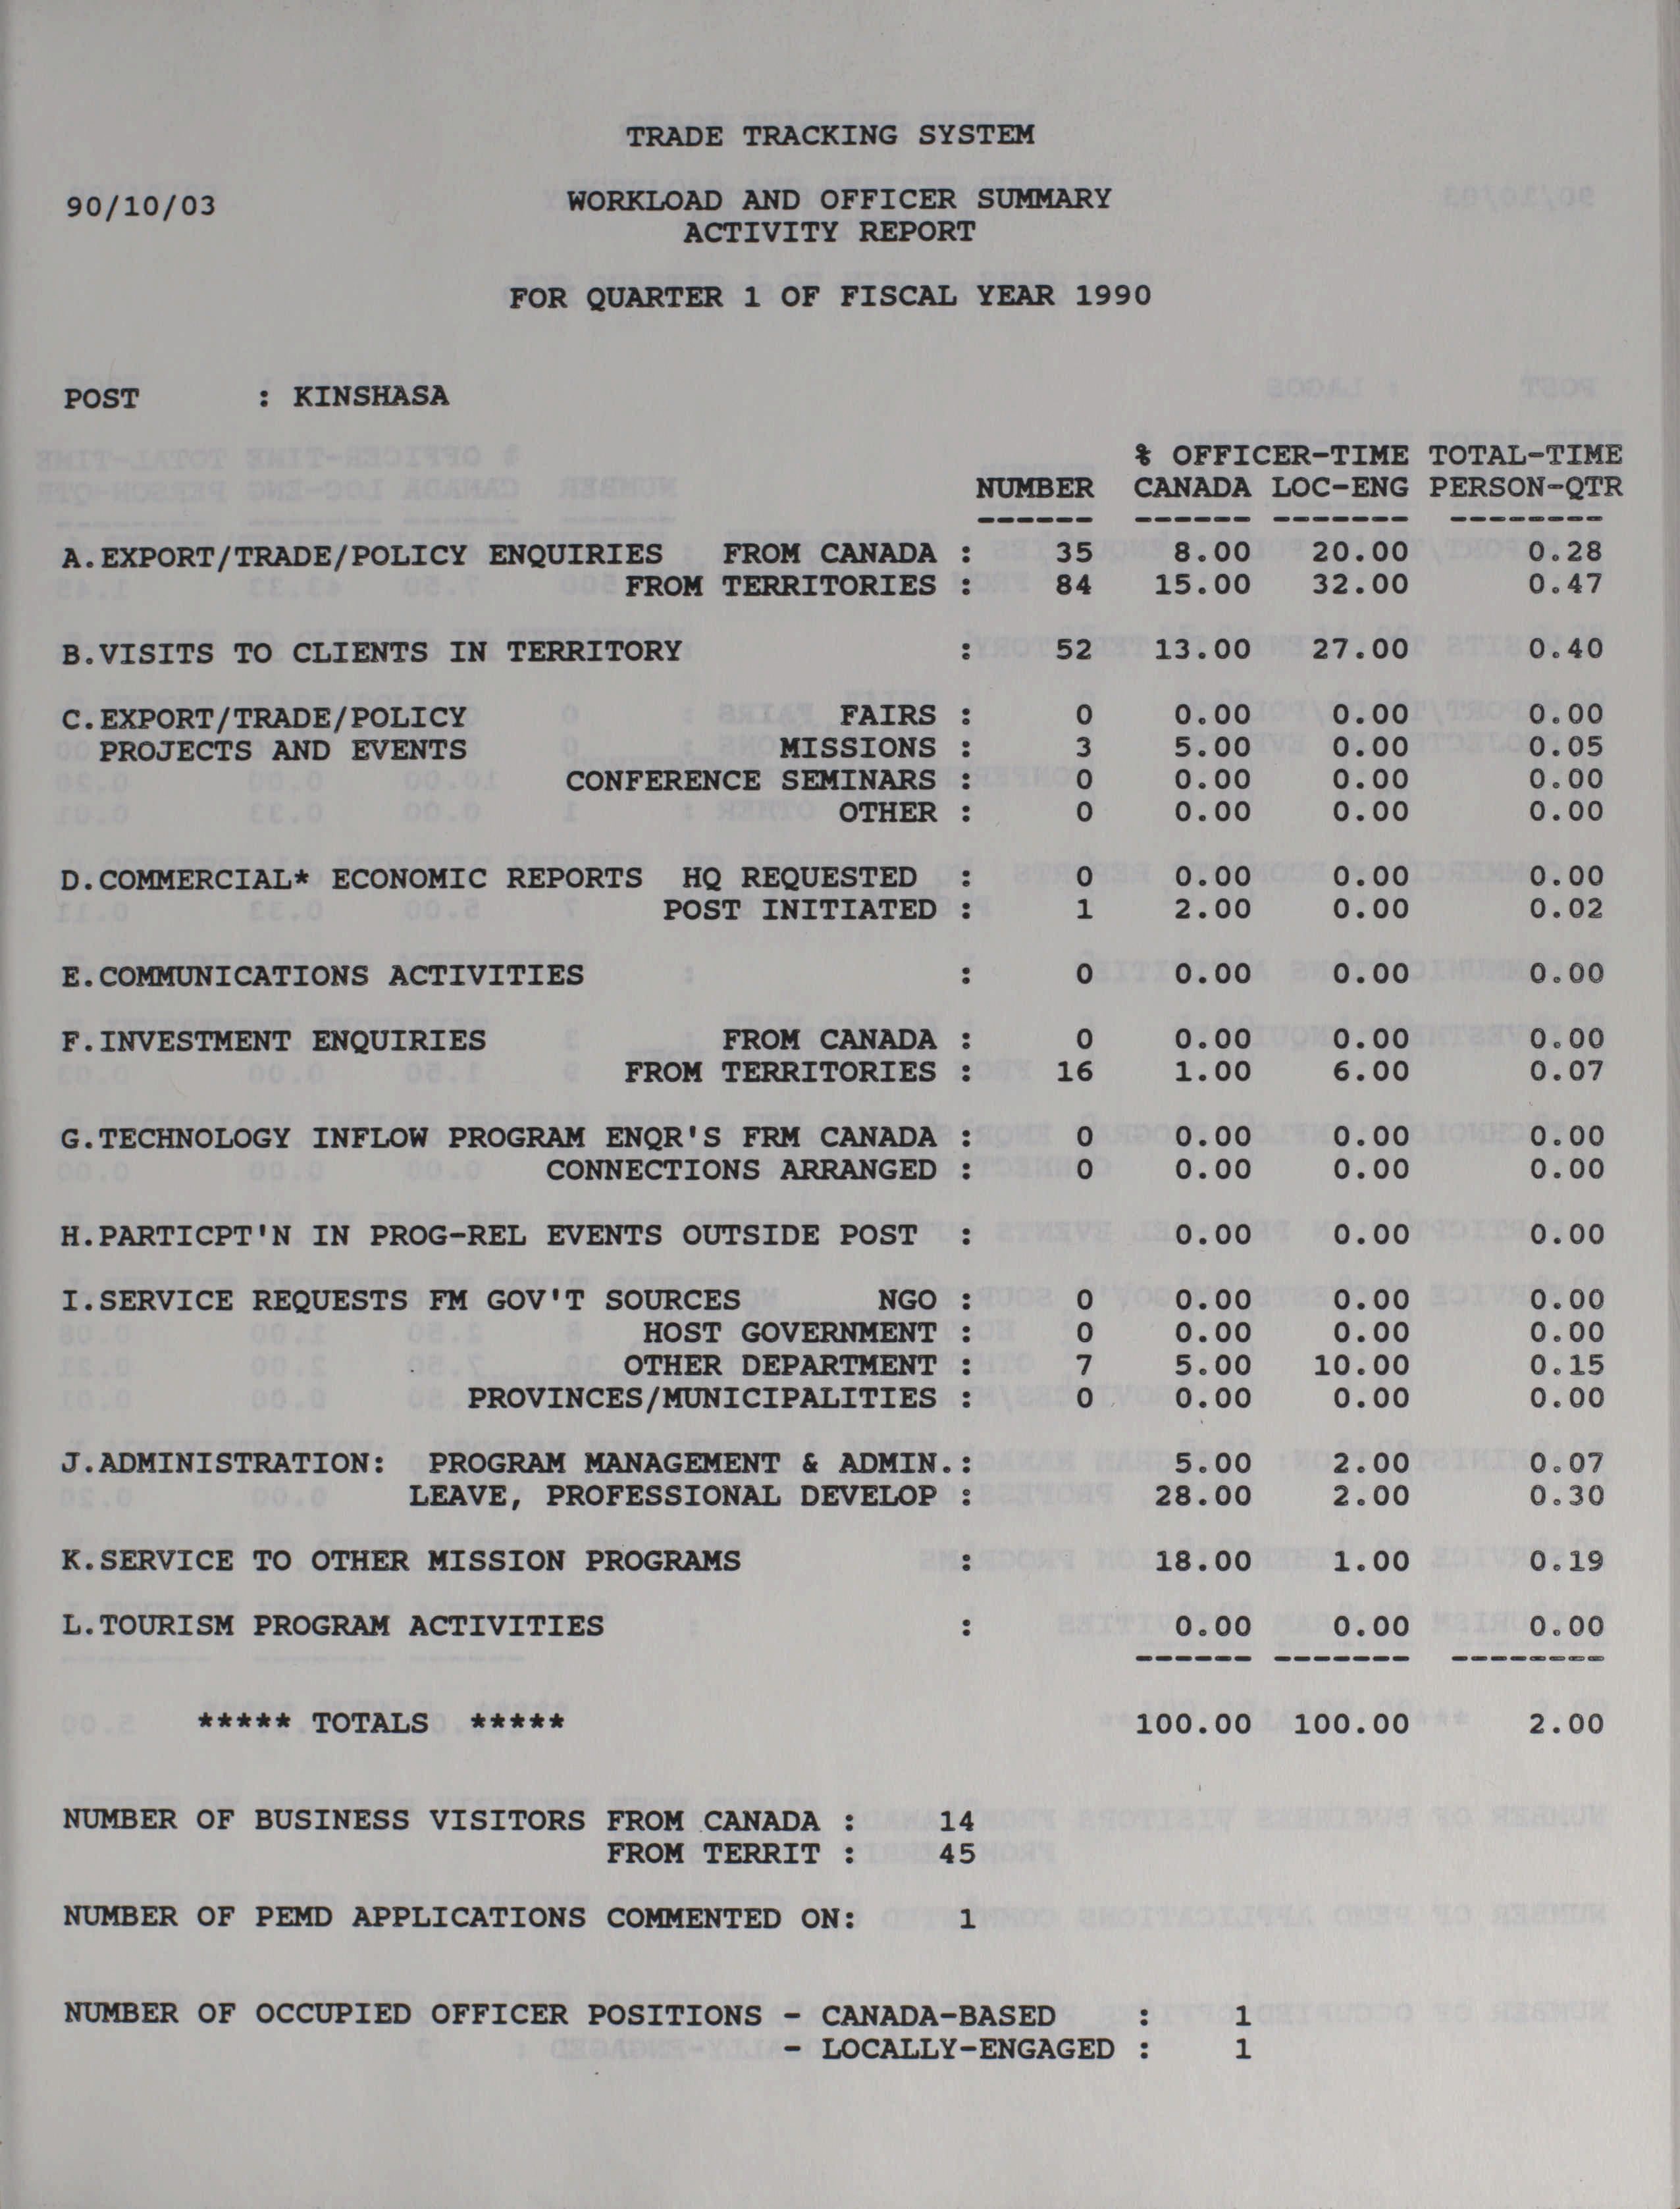 TRADE TRACKING SYSTEM
90/10/03 WORKLOAD AND OFFICER SUMMARY
ACTIVITY REPORT
FOR QUARTER 1 OF FISCAL YEAR 1990
POST : KINSHASA
% OFFICER-TIME TOTAL-TIME
NUMBER CANADA LOC-ENG PERSON-QTR
------ ------ ------- --------
A.EXPORT/TRADE/POLICY ENQUIRIES FROM CANADA : 35 8.00 20.00 0.28
FROM TERRITORIES : 84 15.00 32.00 0.47
B.VISITS TO CLIENTS IN TERRITORY : 52 13.00 27.00 0.40
C.EXPORT/TRADE/POLICY FAIRS : 0 0.00 0.00 0.00
PROJECTS AND EVENTS MISSIONS : 3 5.00 0.00 0.05
CONFERENCE SEMINARS : 0 0.00 0.00 0.00
OTHER : 0 0.00 0.00 0.00
D.COMMERCIAL* ECONOMIC REPORTS HQ REQUESTED : 0 0.00 0.00 0.00
POST INITIATED : 1 2.00 0.00 0.02
E.COMMUNICATIONS ACTIVITIES : 0 0.00 0.00 0.00
F.INVESTMENT ENQUIRIES FROM CANADA : 0 0.00 0.00 0.00
FROM TERRITORIES : 16 1.00 6.00 0.07
G.TECHNOLOGY INFLOW PROGRAM ENQR'S FRM CANADA : 0 0.00 0.00 0.00
CONNECTIONS ARRANGED : 0 0.00 0.00 0.00
H.PARTICPT'N IN PROG-REL EVENTS OUTSIDE POST : 0.00 0.00 0.00
I.SERVICE REQUESTS FM GOV'T SOURCES NGO : 0 0.00 0.00 0.00
HOST GOVERNMENT : 0 0.00 0.00 0.00
OTHER DEPARTMENT : 7 5.00 10.00 0.15
PROVINCES/MUNICIPALITIES : 0 0.00 0.00 0.00
J.ADMINISTRATION: PROGRAM MANAGEMENT & ADMIN.: 5.00 2.00 0.07
LEAVE, PROFESSIONAL DEVELOP : 28.00 2.00 0.30
K.SERVICE TO OTHER MISSION PROGRAMS : 18.00 1.00 0.19
L.TOURISM PROGRAM ACTIVITIES : 0.00 0.00 0.00
------ ------- --------
***** TOTALS ***** 100.00 100.00 2.00
NUMBER OF BUSINESS VISITORS FROM CANADA : 14
FROM TERRIT : 45
NUMBER OF PEMD APPLICATIONS COMMENTED ON: 1
NUMBER OF OCCUPIED OFFICER POSITIONS - CANADA-BASED : 1
- LOCALLY-ENGAGED : 1